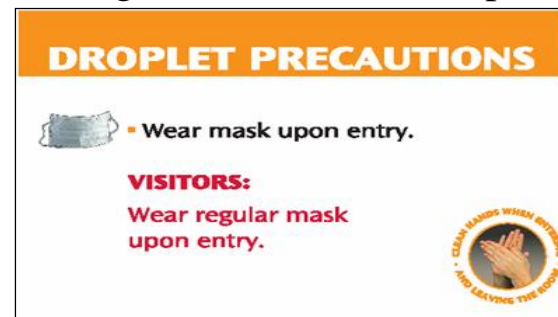 DROPLET PRECAUTIONS
▪ Wear mask upon entry.
VISITORS:
Wear regular mask
upon entry.
CLEAN HANDS WHEN ENTERING
AND LEAVING THE ROOM